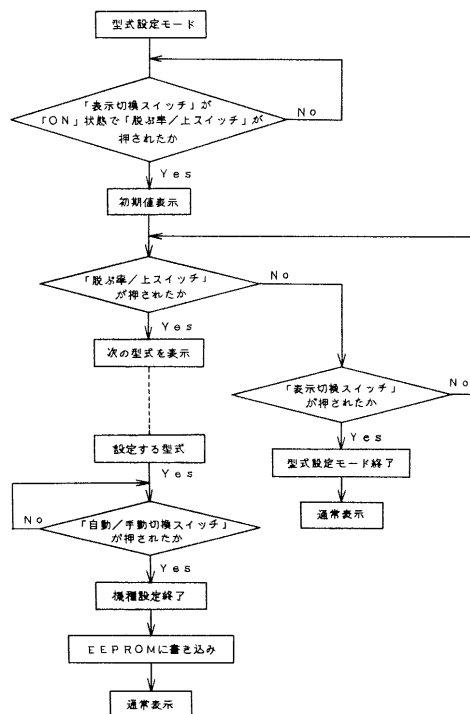 型式設定モード
「表示切換スイッチ」が
「ON」状態で「脱ぷ率/上スイッチ」が
押されたか
No
Yes
初期値表示
「脱ぷ率/上スイッチ」
が押されたか
No
Yes
次の型式を表示
「表示切換スイッチ」
が押されたか
No
Yes
型式設定モード終了
通常表示
設定する型式
Yes
「自動/手動切換スイッチ」
が押されたか
No
Yes
機種設定終了
EEPROMに書き込み
通常表示